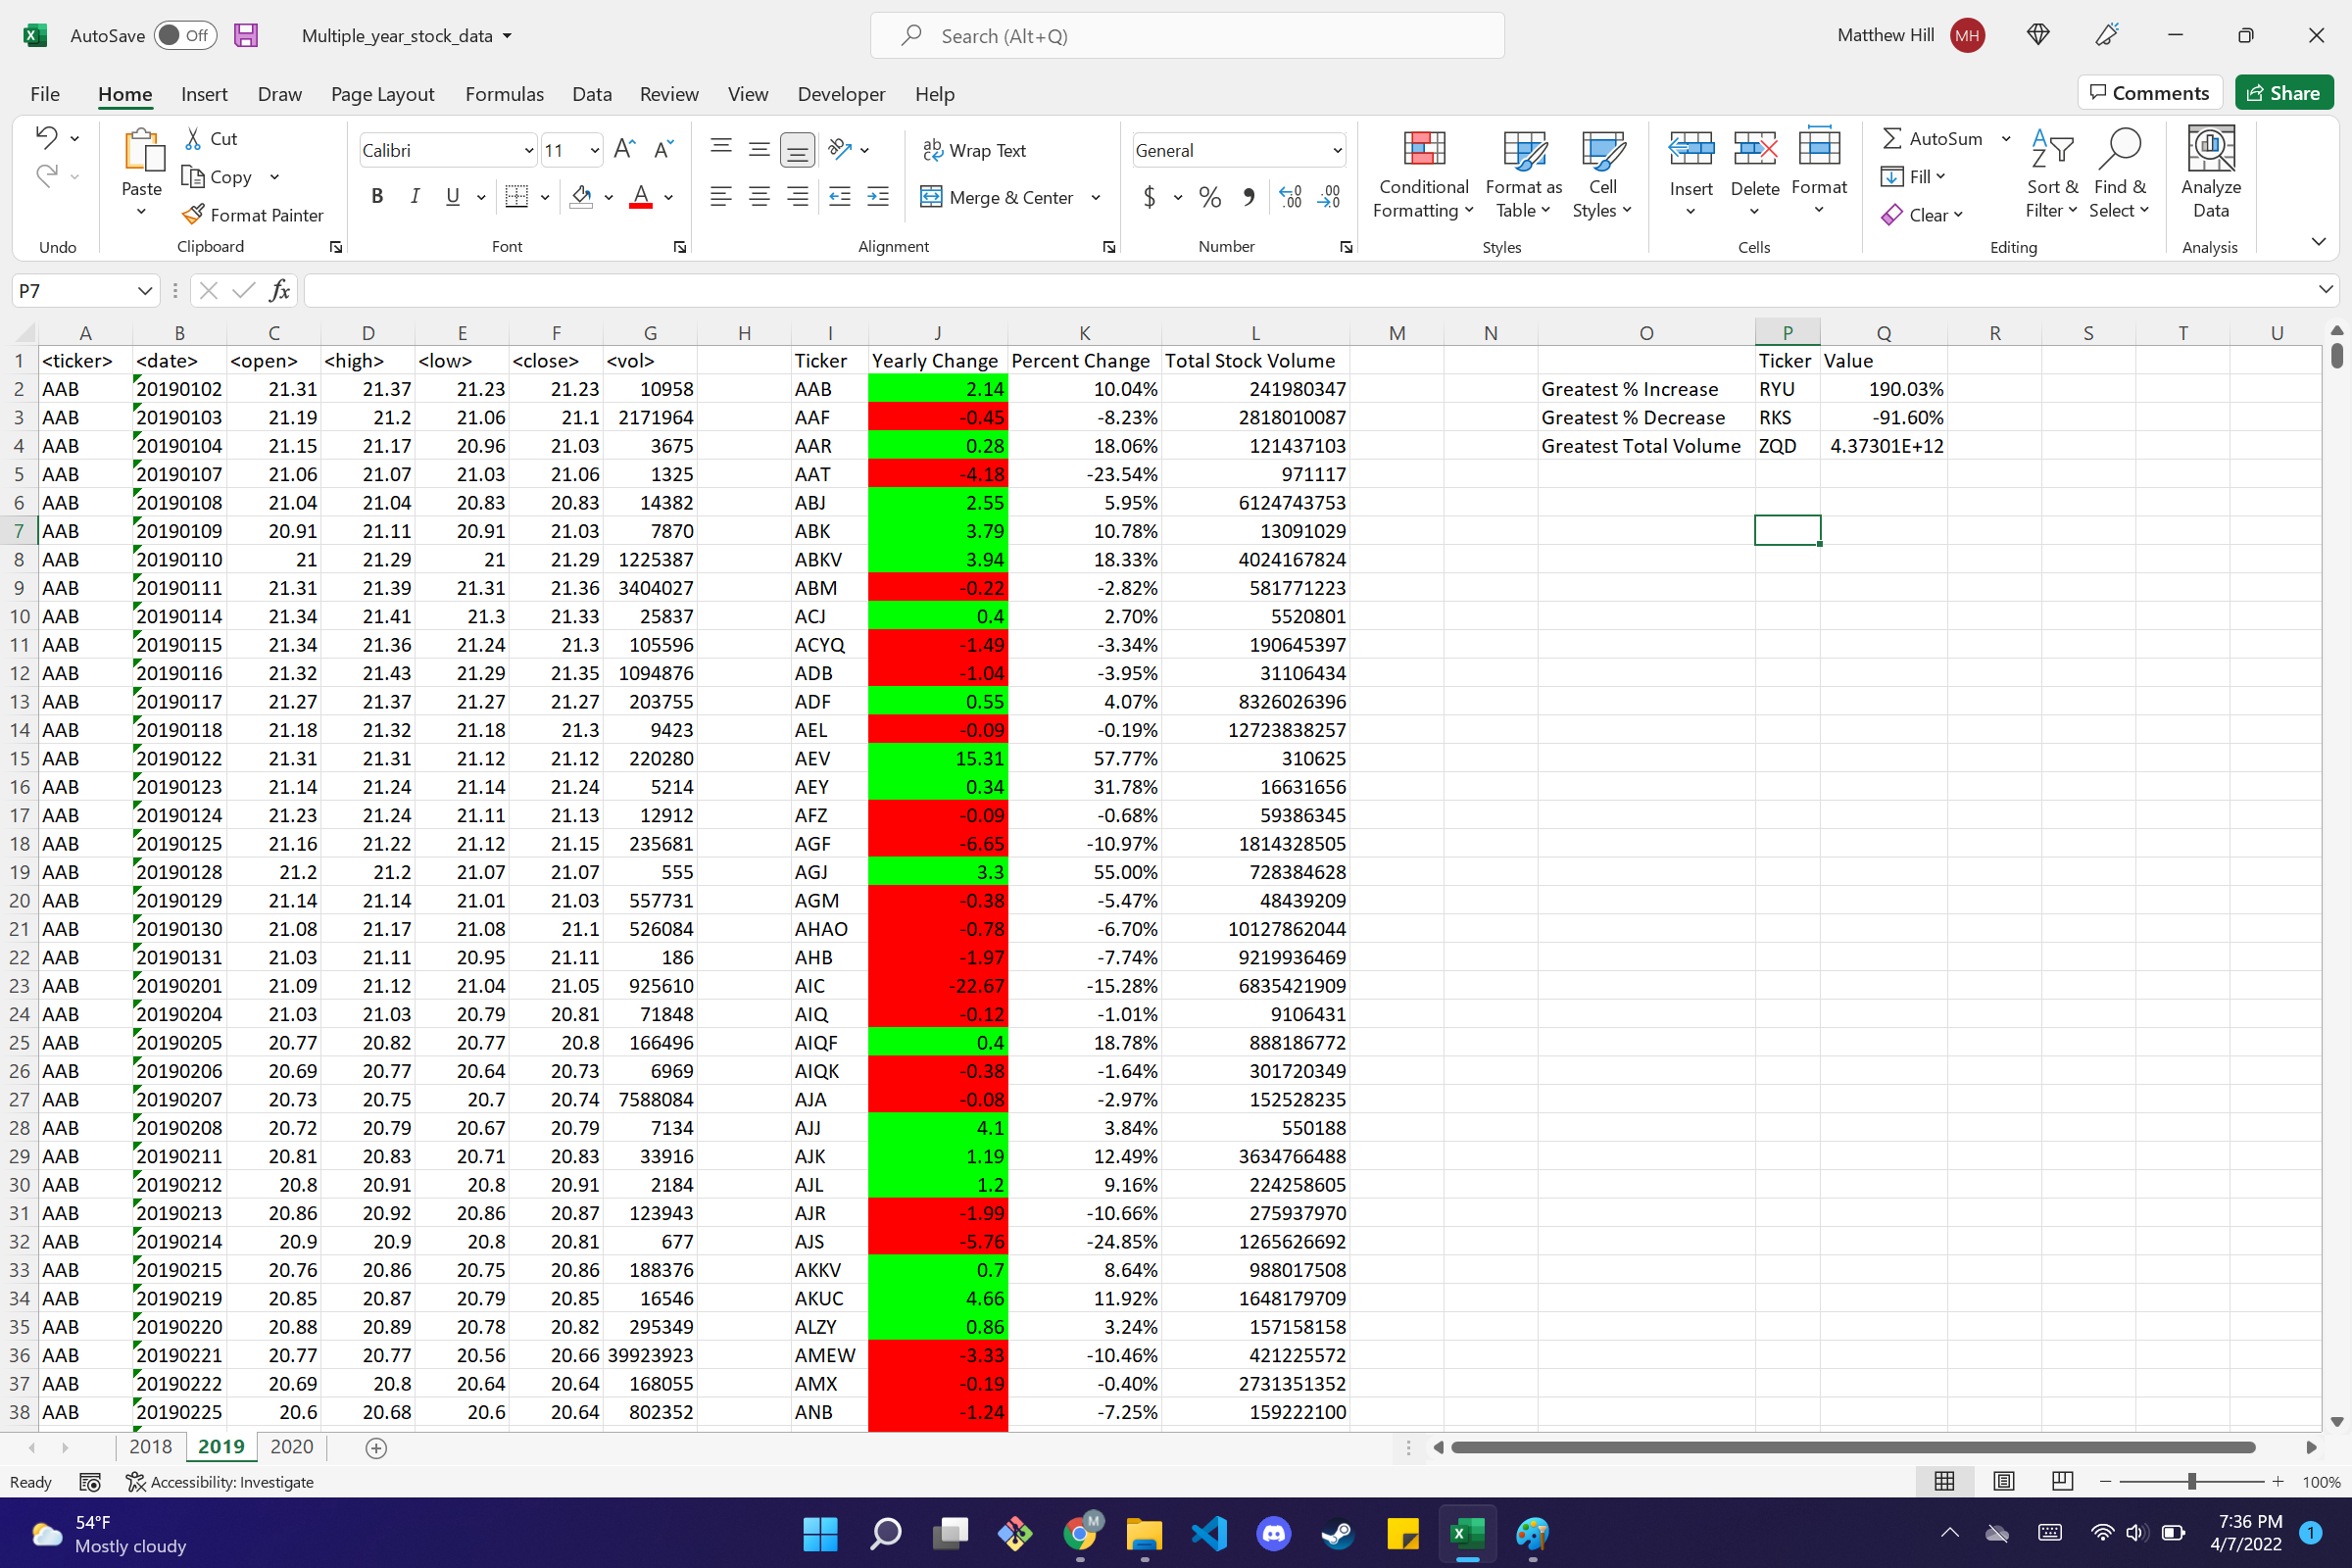 AutoSave Off Multiple_year_stock_data Search (Alt+Q) Matthew Hill MH
File Home Insert Draw Page Layout Formulas Data Review View Developer Help Comments Share
Paste Cut Copy Format Painter
Calibri 11 B I U A
ab Wrap Text Merge & Center
General $ % 9
Conditional Formatting Format as Table Cell Styles
Insert Delete Format
AutoSum Fill Clear Sort & Filter Find & Select
Analyze Data
Undo Clipboard Font Alignment Number Styles Cells Editing Analysis
P7 fx
A B C D E F G H I J K L M N O P Q R S T U
1 <ticker> <date> <open> <high> <low> <close> <vol> Ticker Yearly Change Percent Change Total Stock Volume Ticker Value
2 AAB 20190102 21.31 21.37 21.23 21.23 10958 AAB 2.14 10.04% 241980347 Greatest % Increase RYU 190.03%
3 AAB 20190103 21.19 21.2 21.06 21.1 2171964 AAF -0.45 -8.23% 2818010087 Greatest % Decrease RKS -91.60%
4 AAB 20190104 21.15 21.17 20.96 21.03 3675 AAR 0.28 18.06% 121437103 Greatest Total Volume ZQD 4.37301E+12
5 AAB 20190107 21.06 21.07 21.03 21.06 1325 AAT -4.18 -23.54% 971117
6 AAB 20190108 21.04 21.04 20.83 20.83 14382 ABJ 2.55 5.95% 6124743753
7 AAB 20190109 20.91 21.11 20.91 21.03 7870 ABK 3.79 10.78% 13091029
8 AAB 20190110 21 21.29 21 21.29 1225387 ABKV 3.94 18.33% 4024167824
9 AAB 20190111 21.31 21.39 21.31 21.36 3404027 ABM -0.22 -2.82% 581771223
10 AAB 20190114 21.34 21.41 21.3 21.33 25837 ACJ 0.4 2.70% 5520801
11 AAB 20190115 21.34 21.36 21.24 21.3 105596 ACYQ -1.49 -3.34% 190645397
12 AAB 20190116 21.32 21.43 21.29 21.35 1094876 ADB -1.04 -3.95% 31106434
13 AAB 20190117 21.27 21.37 21.27 21.27 203755 ADF 0.55 4.07% 8326026396
14 AAB 20190118 21.18 21.32 21.18 21.3 9423 AEL -0.09 -0.19% 12723838257
15 AAB 20190122 21.31 21.31 21.12 21.12 220280 AEV 15.31 57.77% 310625
16 AAB 20190123 21.14 21.24 21.14 21.24 5214 AEY 0.34 31.78% 16631656
17 AAB 20190124 21.23 21.24 21.11 21.13 12912 AFZ -0.09 -0.68% 59386345
18 AAB 20190125 21.16 21.22 21.12 21.15 235681 AGF -6.65 -10.97% 1814328505
19 AAB 20190128 21.2 21.2 21.07 21.07 555 AGJ 3.3 55.00% 728384628
20 AAB 20190129 21.14 21.14 21.01 21.03 557731 AGM -0.38 -5.47% 48439209
21 AAB 20190130 21.08 21.17 21.08 21.1 526084 AHAO -0.78 -6.70% 10127862044
22 AAB 20190131 21.03 21.11 20.95 21.11 186 AHB -1.97 -7.74% 9219936469
23 AAB 20190201 21.09 21.12 21.04 21.05 925610 AIC -22.67 -15.28% 6835421909
24 AAB 20190204 21.03 21.03 20.79 20.81 71848 AIQ -0.12 -1.01% 9106431
25 AAB 20190205 20.77 20.82 20.77 20.8 166496 AIQF 0.4 18.78% 888186772
26 AAB 20190206 20.69 20.77 20.64 20.73 6969 AIQK -0.38 -1.64% 301720349
27 AAB 20190207 20.73 20.75 20.7 20.74 7588084 AJA -0.08 -2.97% 152528235
28 AAB 20190208 20.72 20.79 20.67 20.79 7134 AJJ 4.1 3.84% 550188
29 AAB 20190211 20.81 20.83 20.71 20.83 33916 AJK 1.19 12.49% 3634766488
30 AAB 20190212 20.8 20.91 20.8 20.91 2184 AJL 1.2 9.16% 224258605
31 AAB 20190213 20.86 20.92 20.86 20.87 123943 AJR -1.99 -10.66% 275937970
32 AAB 20190214 20.9 20.9 20.8 20.81 677 AJS -5.76 -24.85% 1265626692
33 AAB 20190215 20.76 20.86 20.75 20.86 188376 AKKV 0.7 8.64% 988017508
34 AAB 20190219 20.85 20.87 20.79 20.85 16546 AKUC 4.66 11.92% 1648179709
35 AAB 20190220 20.88 20.89 20.78 20.82 295349 ALZY 0.86 3.24% 157158158
36 AAB 20190221 20.77 20.77 20.56 20.66 39923923 AMEW -3.33 -10.46% 421225572
37 AAB 20190222 20.69 20.8 20.64 20.64 168055 AMX -0.19 -0.40% 2731351352
38 AAB 20190225 20.6 20.68 20.6 20.64 802352 ANB -1.24 -7.25% 159222100
2018 2019 2020
Ready Accessibility: Investigate 100%
54°F
Mostly cloudy
M
7:36 PM
4/7/2022
1